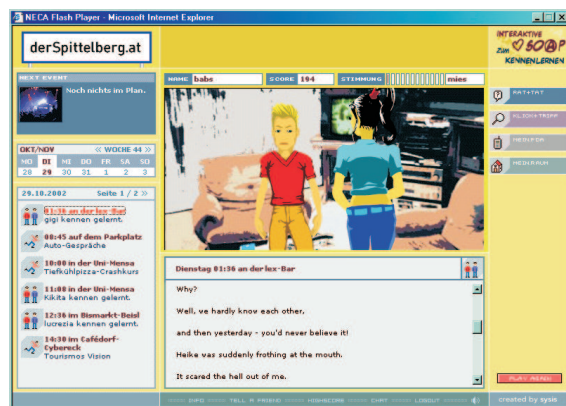 NECA Flash Player - Microsoft Internet Explorer
derSpittelberg.at
INTERAKTIVE
zum SOAP
KENNENLERNEN
NEXT EVENT
Noch nichts im Plan.
NAME babs SCORE 194 STIMMUNG mies
RAT+TAT
KLICK+TRIPP
MEDIARAUM
OKT/NOV << WOCHE 44 >>
MO DI MI DO FR SA SO
28 29 30 31 1 2 3
29.10.2002 Seite 1 / 2 >>
01:36 an der lex-Bar
gigi kennen gelernt.
08:45 auf dem Parkplatz
Auto-Gespräche
10:00 in der Uni-Mensa
Tiefkühlpizza-Crashkurs
11:00 in der Uni-Mensa
Kikita kennen gelernt.
12:36 im Bismarkt-Beisl
lucrezia kennen gelernt.
14:30 im Cafédorf-
Cybereck
Tourismos Vision
Dienstag 01:36 an der lex-Bar
Why?
Well, we hardly know each other,
and then yesterday - you'd never believe it!
Heike was suddenly frothing at the mouth.
It scared the hell out of me.
PLAY AGAIN
INFO TELL A FRIEND HIGHSCORE CHAT LOGOUT
created by sysis